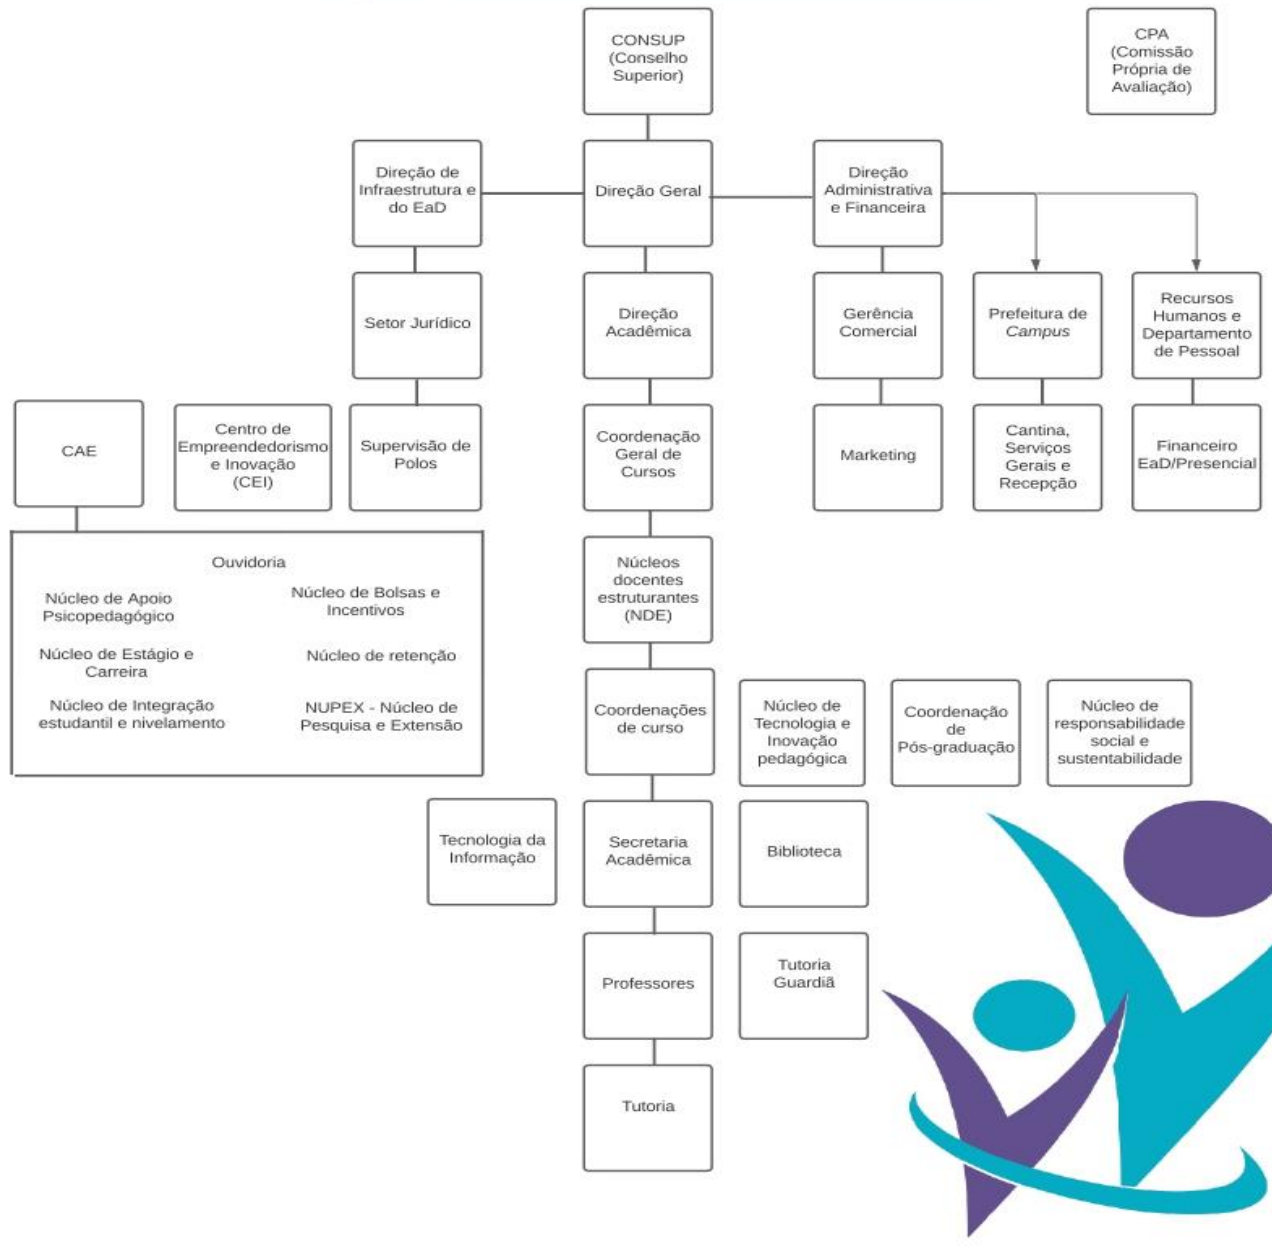 CONSUP
(Conselho
Superior)
CPA
(Comissão
Própria de
Avaliação)
Direção de
Infraestrutura e
do EaD
Direção Geral
Direção
Administrativa
e Financeira
Setor Jurídico
Direção
Acadêmica
Gerência
Comercial
Prefeitura de
Campus
Recursos
Humanos e
Departamento
de Pessoal
CAE
Centro de
Empreendedorismo
e Inovação
(CEI)
Supervisão de
Polos
Coordenação
Geral de
Cursos
Marketing
Cantina,
Serviços
Gerais e
Recepção
Financeiro
EaD/Presencial
Ouvidoria
Núcleo de Apoio
Psicopedagógico
Núcleo de Bolsas e
Incentivos
Núcleo de Estágio e
Carreira
Núcleo de retenção
Núcleo de Integração
estudantil e nivelamento
NUPEX - Núcleo de
Pesquisa e Extensão
Núcleos
docentes
estruturantes
(NDE)
Coordenações
de curso
Núcleo de
Tecnologia e
Inovação
pedagógica
Coordenação
de
Pós-graduação
Núcleo de
responsabilidade
social e
sustentabilidade
Tecnologia da
Informação
Secretaria
Acadêmica
Biblioteca
Professores
Tutoria
Guardiã
Tutoria